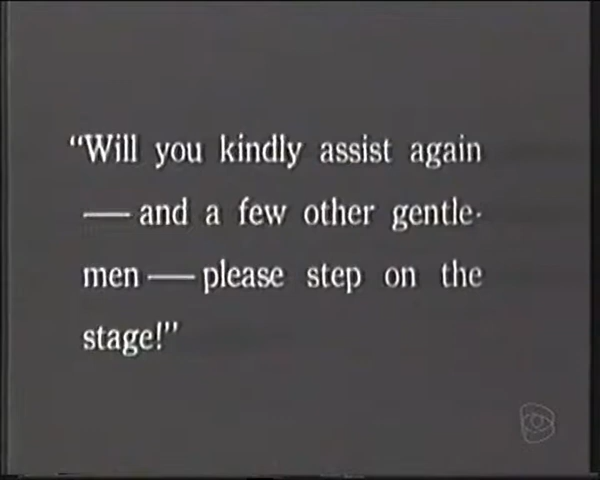 “Will you kindly assist again
— and a few other gentle-
men — please step on the
stage!”